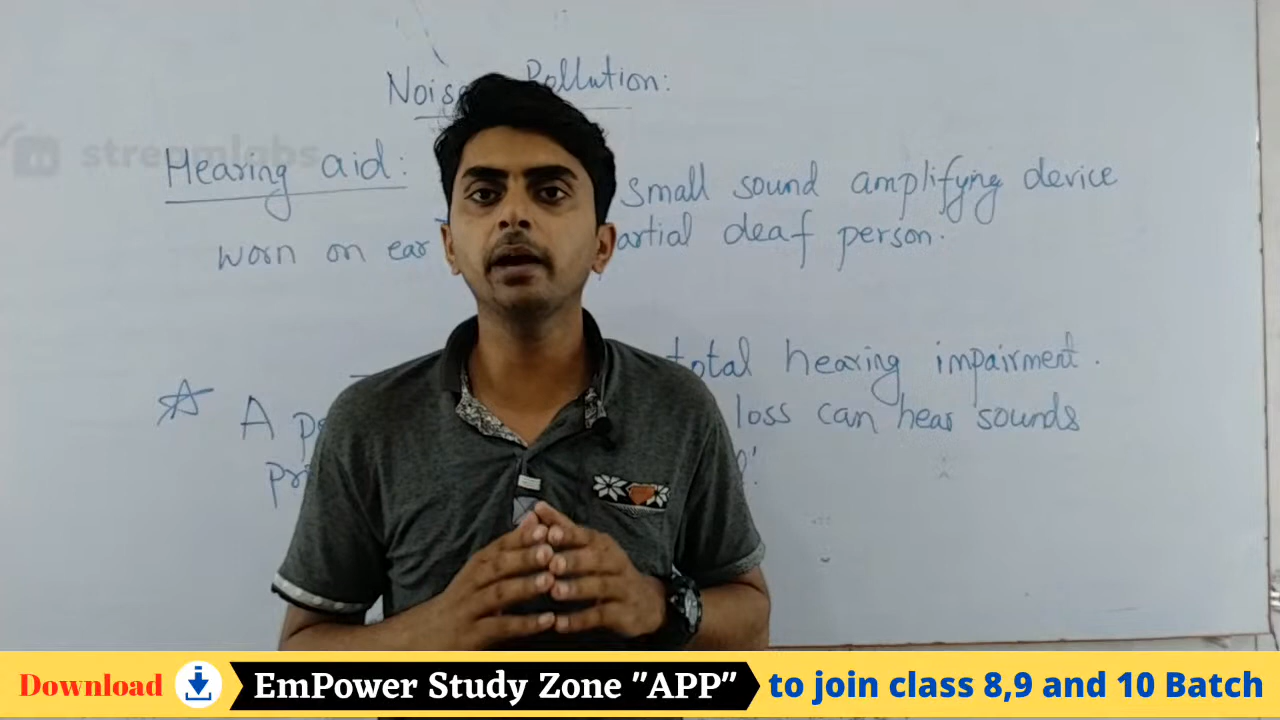 Noise Pollution:
streamlabs
Hearing aid: small sound amplifying device
worn on ear partial deaf person.
total hearing impairment.
A loss can hear sounds
Download EmPower Study Zone "APP" to join class 8,9 and 10 Batch